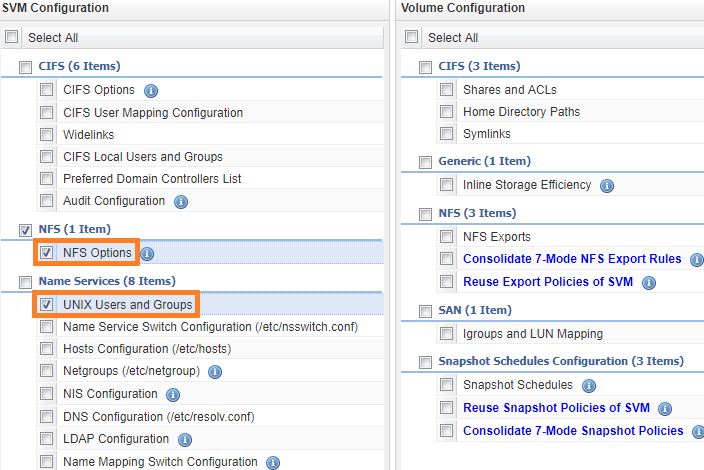 SVM Configuration
Select All
CIFS (6 Items)
CIFS Options
CIFS User Mapping Configuration
Widelinks
CIFS Local Users and Groups
Preferred Domain Controllers List
Audit Configuration
NFS (1 Item)
NFS Options
Name Services (8 Items)
UNIX Users and Groups
Name Service Switch Configuration (/etc/nsswitch.conf)
Hosts Configuration (/etc/hosts)
Netgroups (/etc/netgroup)
NIS Configuration
DNS Configuration (/etc/resolv.conf)
LDAP Configuration
Name Mapping Switch Configuration
Volume Configuration
Select All
CIFS (3 Items)
Shares and ACLs
Home Directory Paths
Symlinks
Generic (1 Item)
Inline Storage Efficiency
NFS (3 Items)
NFS Exports
Consolidate 7-Mode NFS Export Rules
Reuse Export Policies of SVM
SAN (1 Item)
Igroups and LUN Mapping
Snapshot Schedules Configuration (3 Items)
Snapshot Schedules
Reuse Snapshot Policies of SVM
Consolidate 7-Mode Snapshot Policies